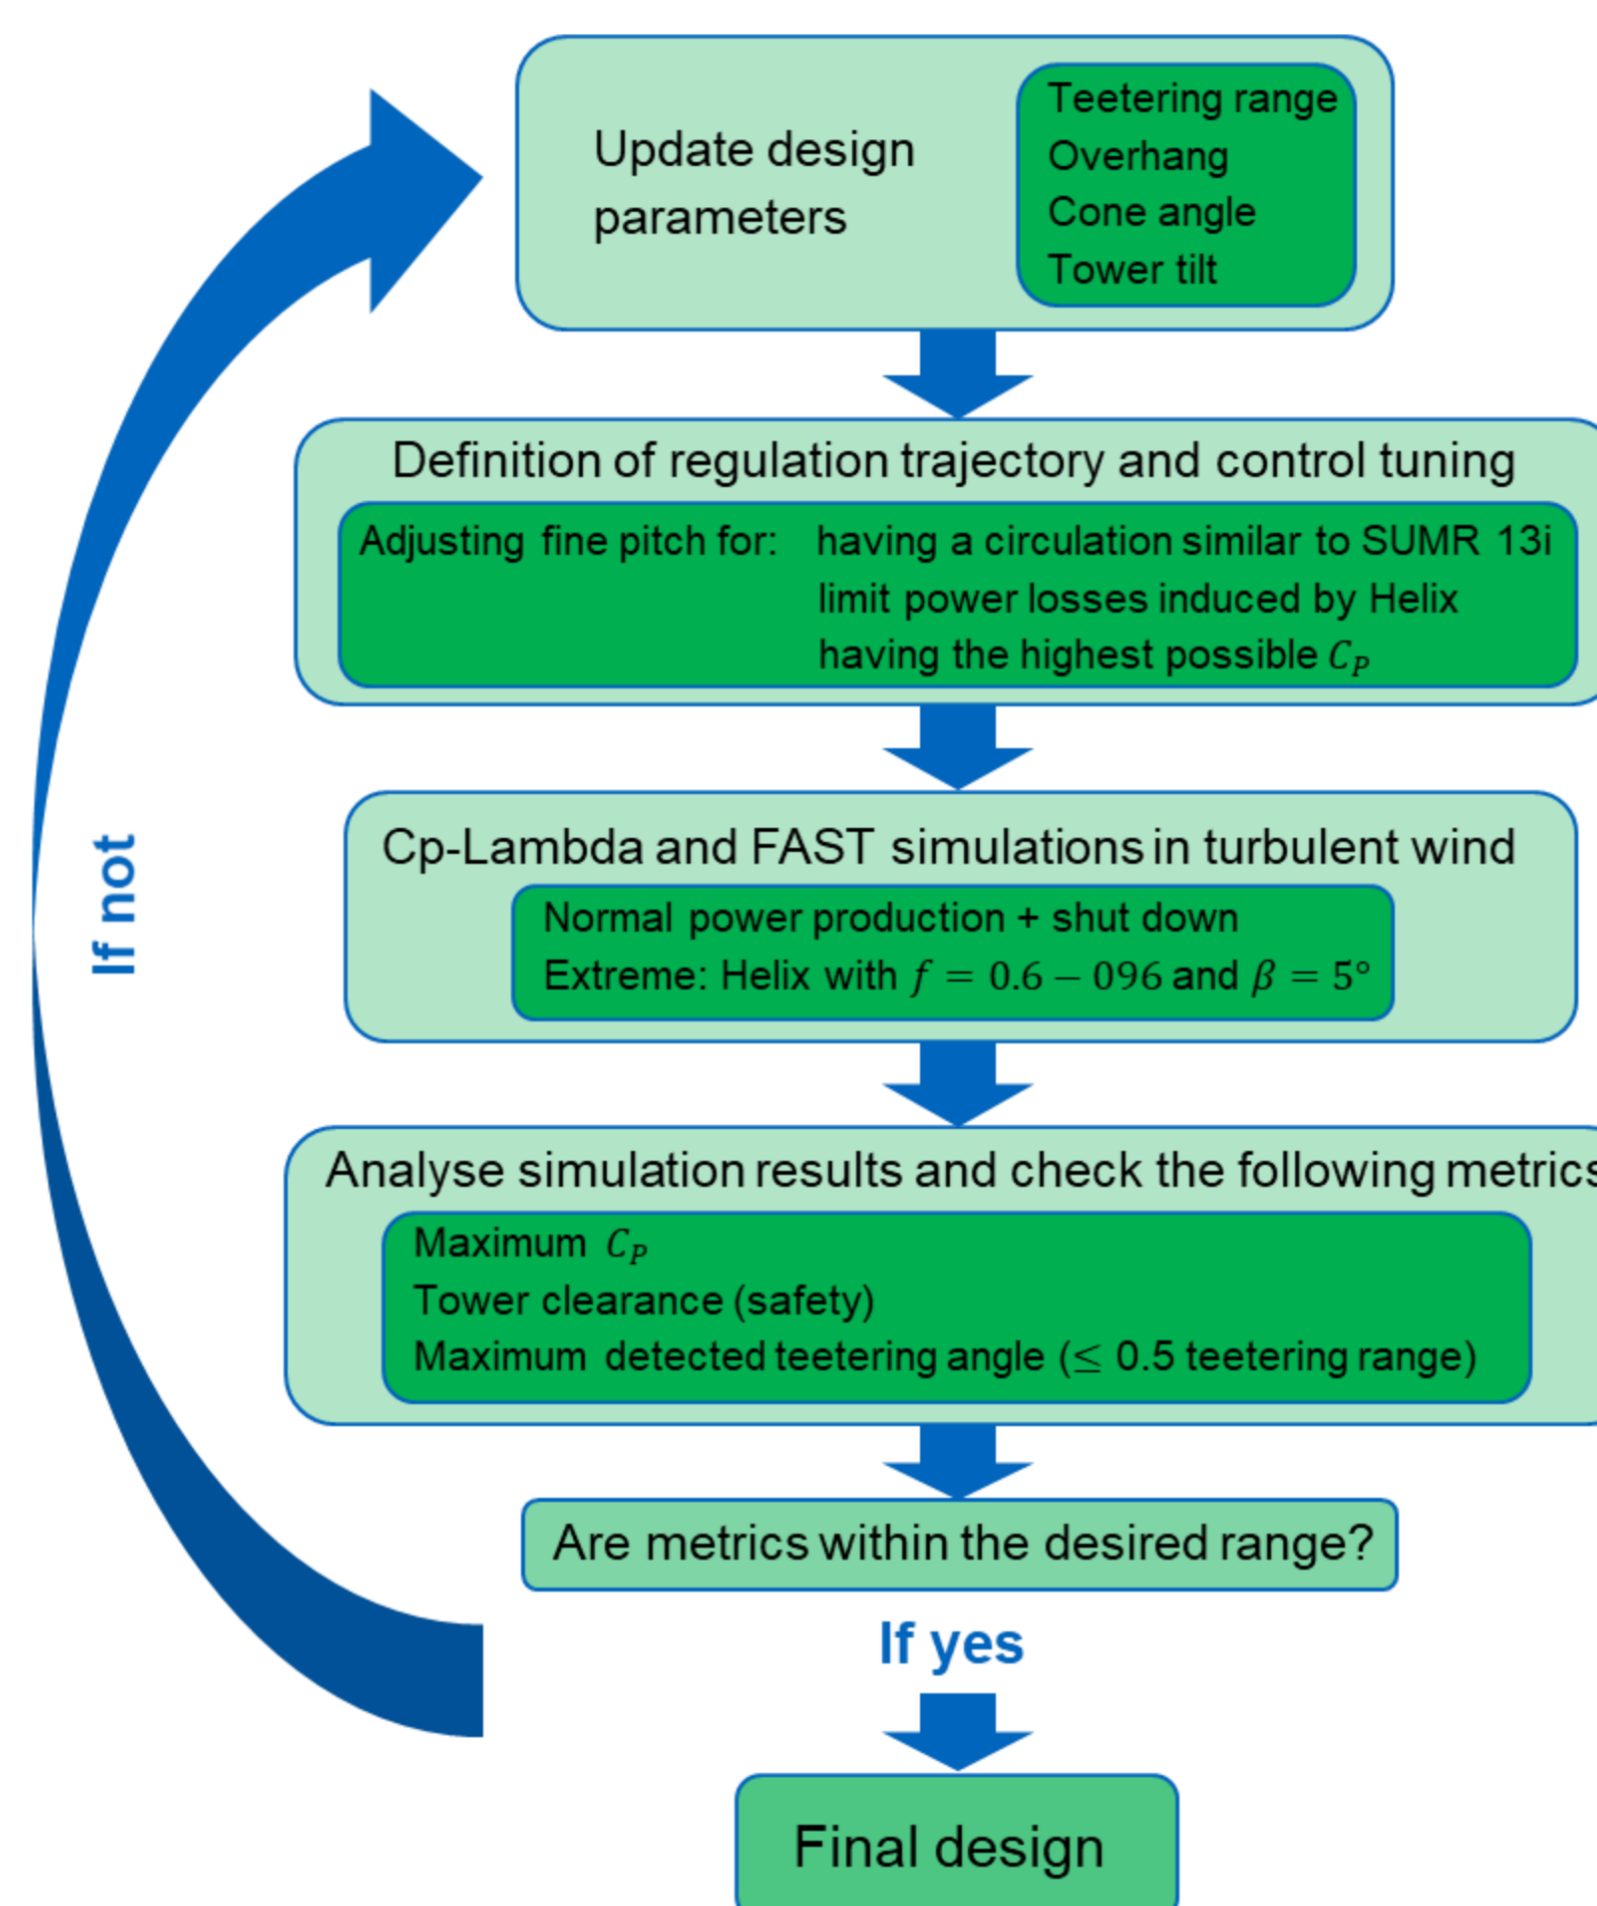 Update design
parameters
Teetering range
Overhang
Cone angle
Tower tilt
Definition of regulation trajectory and control tuning
Adjusting fine pitch for: having a circulation similar to SUMR 13i
limit power losses induced by Helix
having the highest possible C_P
Cp-Lambda and FAST simulations in turbulent wind
Normal power production + shut down
Extreme: Helix with f = 0.6 − 096 and β = 5°
Analyse simulation results and check the following metrics
Maximum C_P
Tower clearance (safety)
Maximum detected teetering angle (≤ 0.5 teetering range)
Are metrics within the desired range?
If not
If yes
Final design